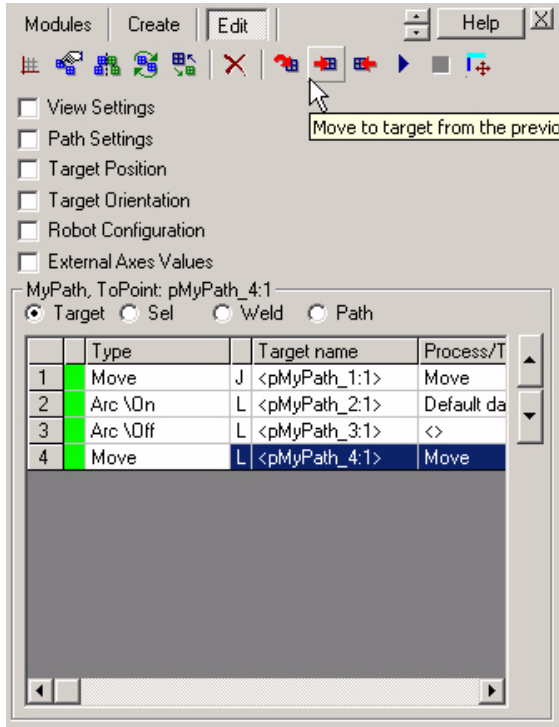 Modules Create Edit Help
Move to target from the previo
View Settings
Path Settings
Target Position
Target Orientation
Robot Configuration
External Axes Values
MyPath, ToPoint: pMyPath_4:1
Target Sel Weld Path
Type Target name Process/T
1 Move J <pMyPath_1:1> Move
2 Arc \On L <pMyPath_2:1> Default da
3 Arc \Off L <pMyPath_3:1> <>
4 Move L <pMyPath_4:1> Move